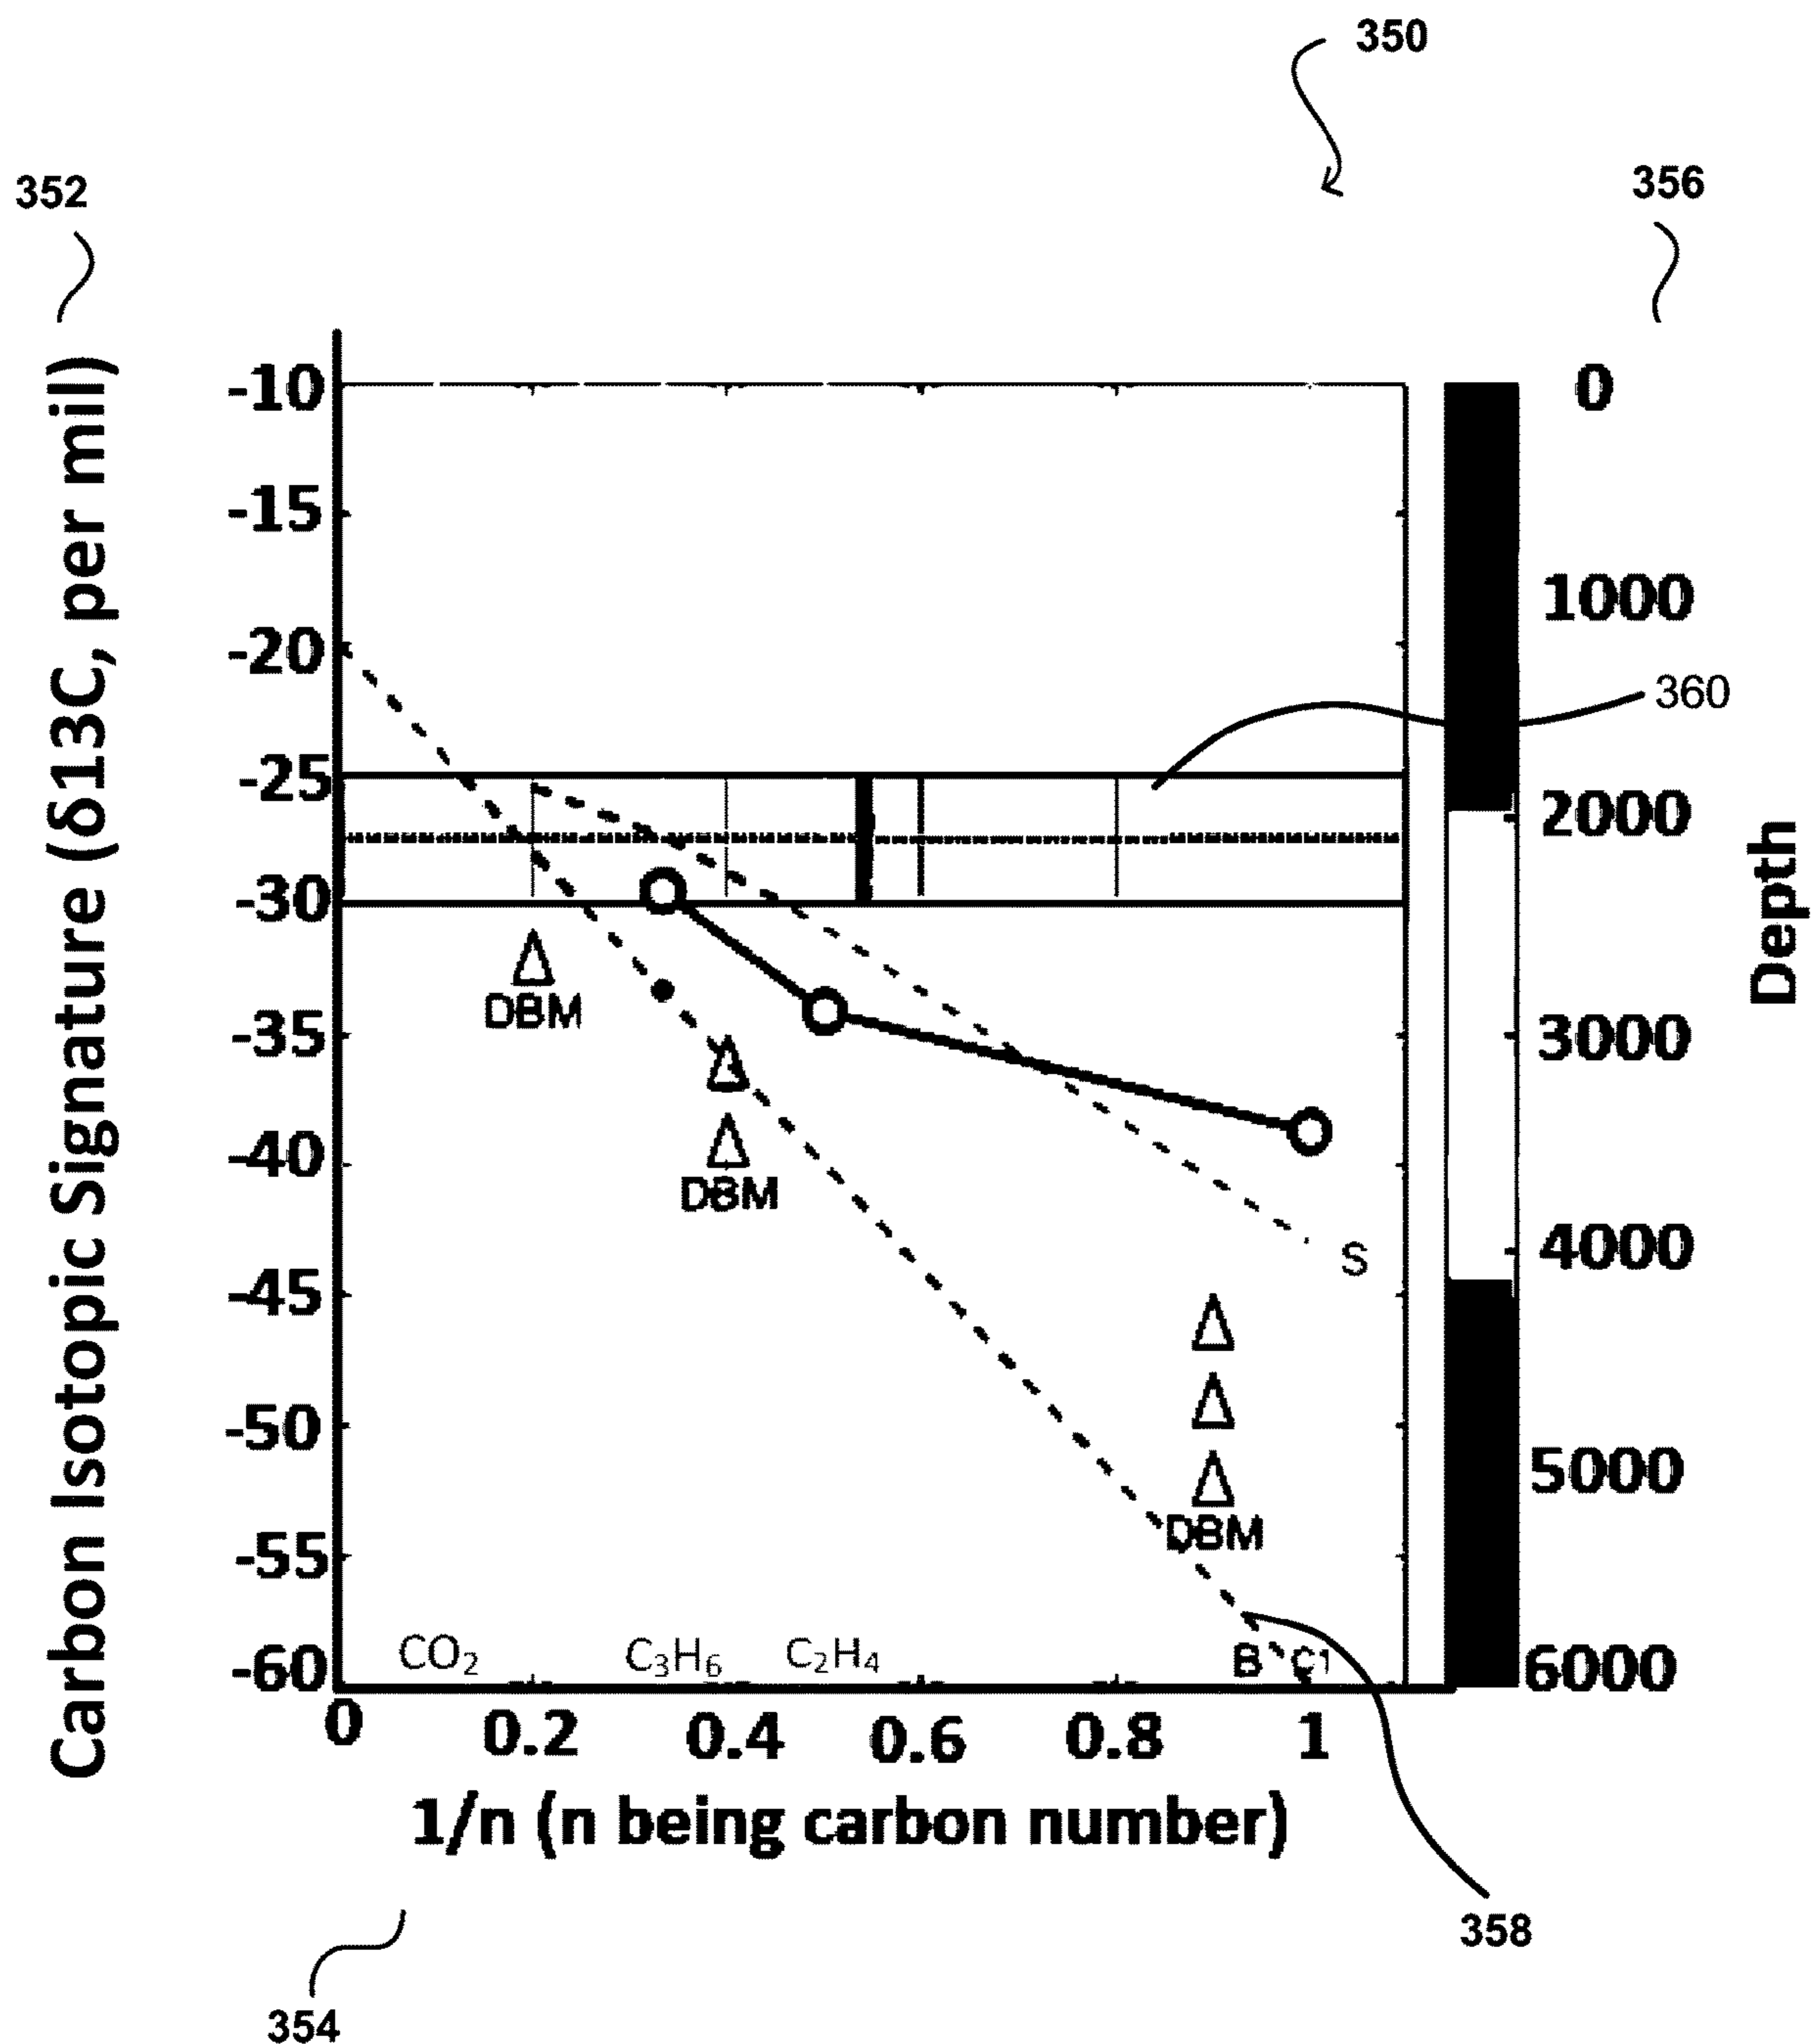 350
352
356
Carbon Isotopic Signature (δ13C, per mil)
-10
-15
-20
-25
-30
-35
-40
-45
-50
-55
-60
0
1000
2000
3000
4000
5000
6000
Depth
360
DBM
DBM
S
DBM
CO₂
C₃H₆
C₂H₄
B
C1
0
0.2
0.4
0.6
0.8
1
1/n (n being carbon number)
358
354